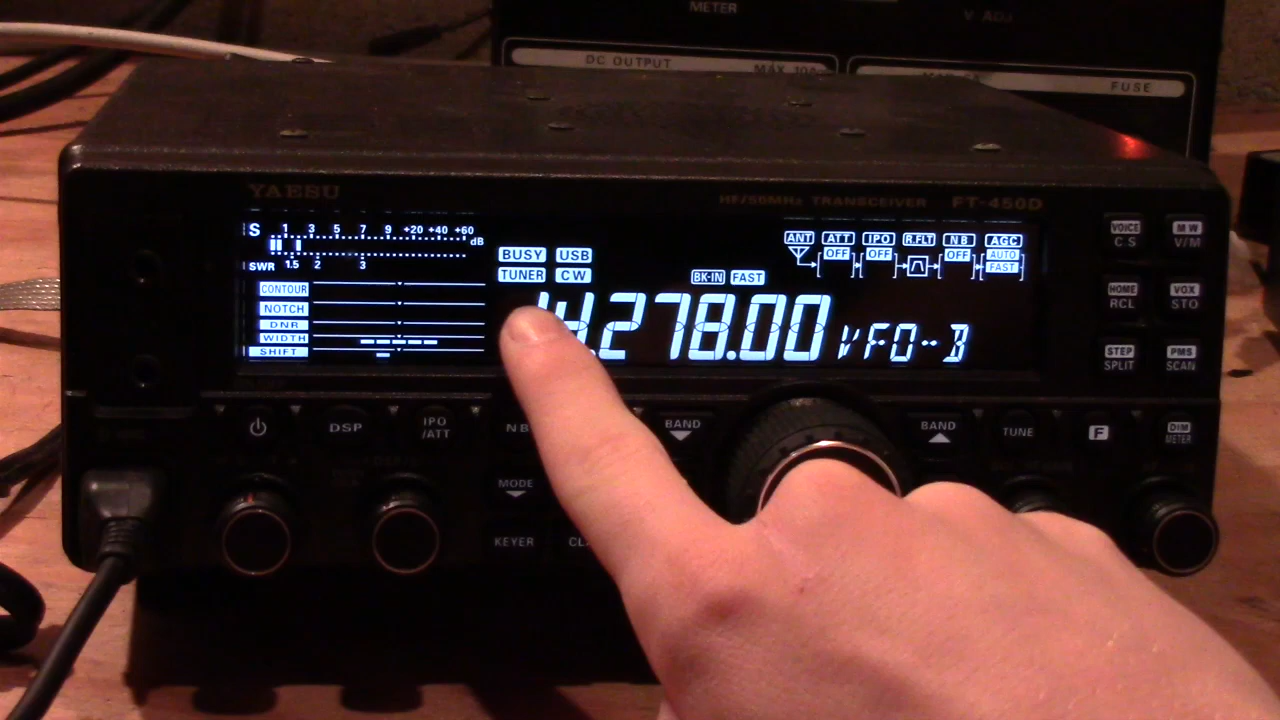 METER
V. ADJ
DC OUTPUT
MAX 10A
FUSE
YAESU
HF/50MHz TRANSCEIVER FT-450D
S 1 3 5 7 9 +20 +40 +60 dB
SWR 1.5 2 3
CONTOUR
NOTCH
DNR
WIDTH
SHIFT
BUSY USB
TUNER CW
BK-IN FAST
ANT ATT IPO R.FLT NB AGC
OFF OFF OFF AUTO
FAST
14.278.00 VFO-B
VOICE M W
C.S V/M
HOME VOX
RCL STO
STEP PMS
SPLIT SCAN
DSP IPO /ATT NB BAND BAND TUNE F DIM METER
MODE
KEYER